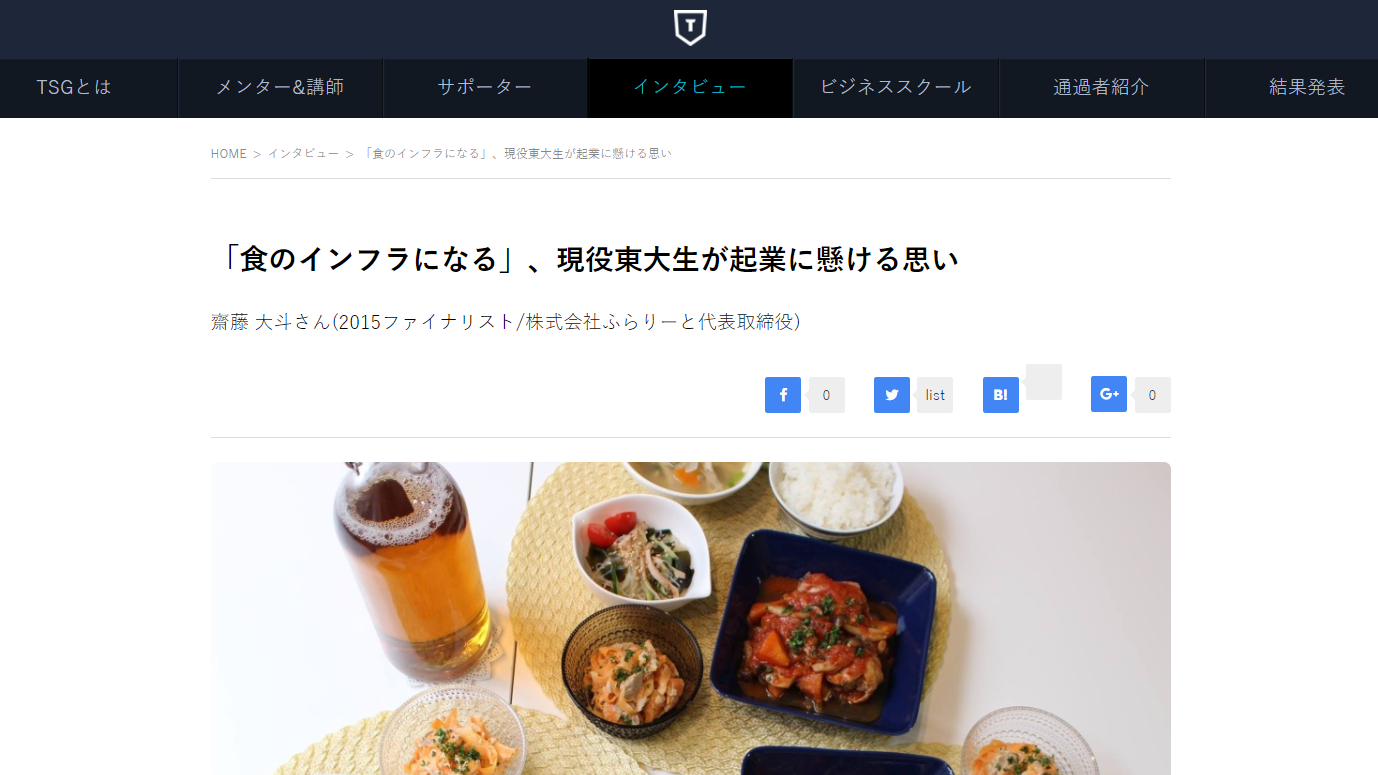 T
TSGとは
メンター&講師
サポーター
インタビュー
ビジネススクール
通過者紹介
結果発表
HOME > インタビュー > 「食のインフラになる」、現役東大生が起業に懸ける思い
「食のインフラになる」、現役東大生が起業に懸ける思い
齋藤 大斗さん(2015ファイナリスト/株式会社ふらりーと代表取締役)
f 0 list B! 0 G+ 0